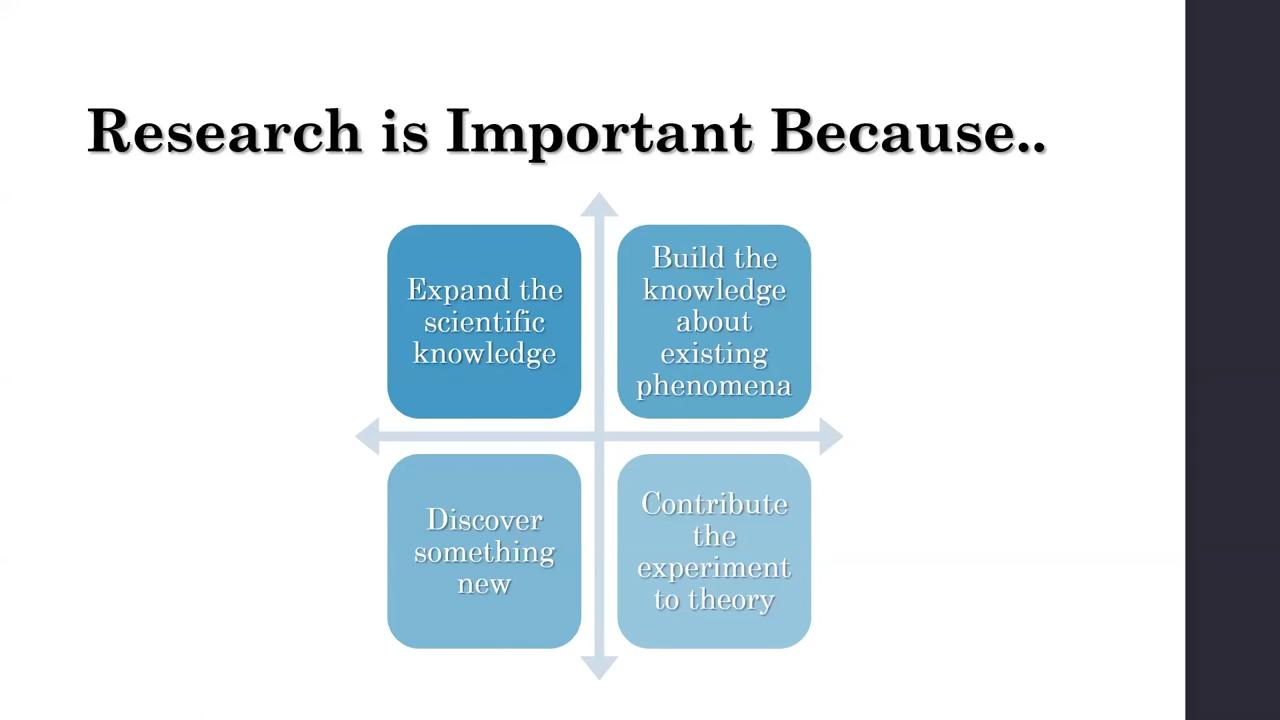 Research is Important Because..
Expand the
scientific
knowledge
Build the
knowledge
about
existing
phenomena
Discover
something
new
Contribute
the
experiment
to theory